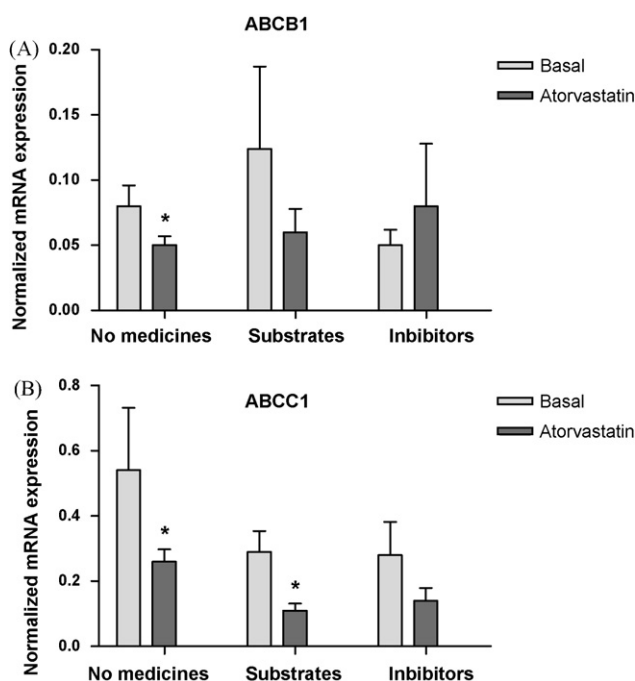 (A)
ABCB1
Normalized mRNA expression
0.20
0.15
0.10
0.05
0.00
*
No medicines Substrates Inbibitors
Basal
Atorvastatin
(B)
ABCC1
Normalized mRNA expression
0.8
0.6
0.4
0.2
0.0
*
*
No medicines Substrates Inbibitors
Basal
Atorvastatin